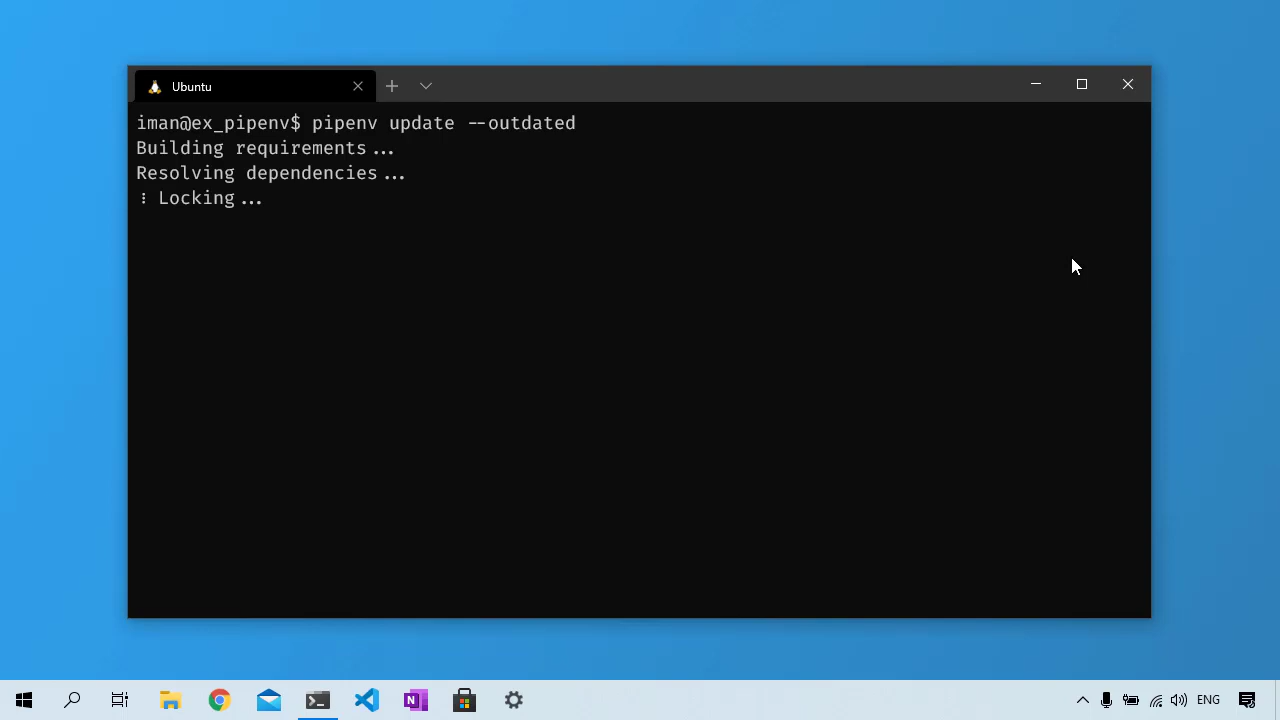 Ubuntu
iman@ex_pipenv$ pipenv update --outdated
Building requirements...
Resolving dependencies...
⠸ Locking...
N
ENG